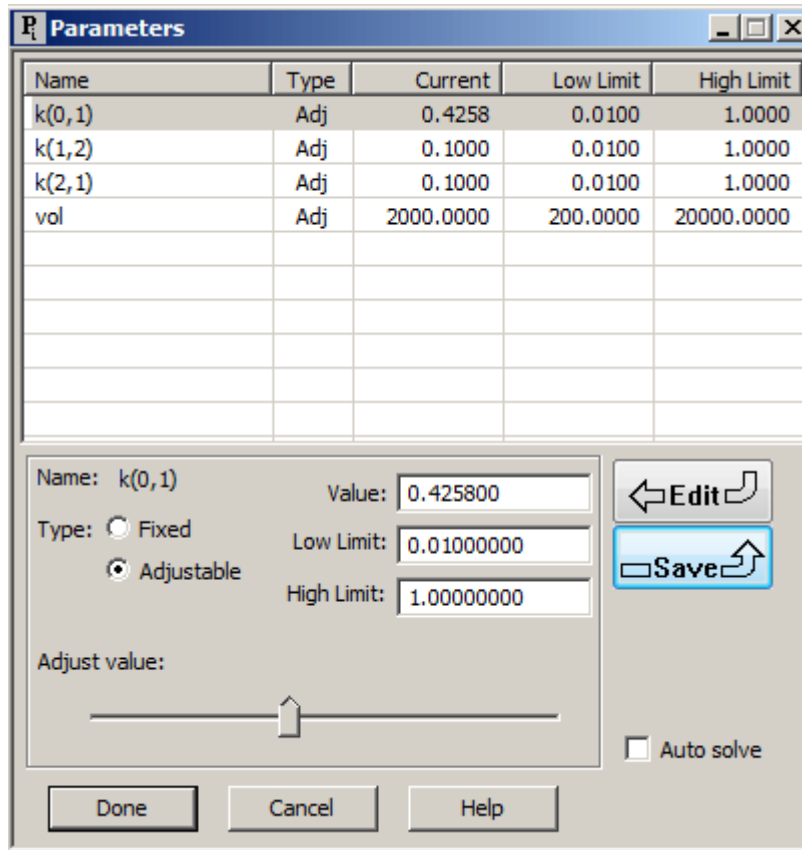 Pi Parameters
Name Type Current Low Limit High Limit
k(0,1) Adj 0.4258 0.0100 1.0000
k(1,2) Adj 0.1000 0.0100 1.0000
k(2,1) Adj 0.1000 0.0100 1.0000
vol Adj 2000.0000 200.0000 20000.0000
Name: k(0,1)
Value: 0.425800
Type: Fixed
Adjustable
Low Limit: 0.01000000
High Limit: 1.00000000
Adjust value:
Edit
Save
Auto solve
Done Cancel Help